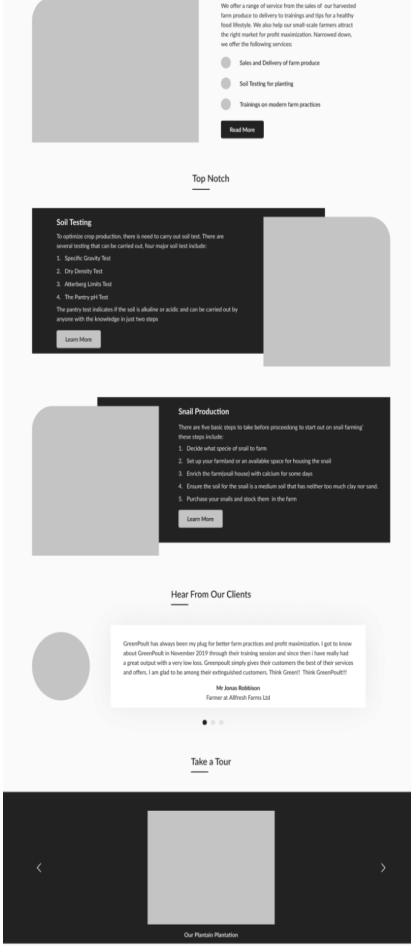 We offer a range of service from the sales of our harvested
farm produce to delivery to trainings and tips for a healthy
food lifestyle. We also help our small-scale farmers attract
the right market for profit maximization. Narrowed down,
we offer the following services:
Sales and Delivery of farm produce
Soil Testing for planting
Trainings on modern farm practices
Read More
Top Notch
Soil Testing
To optimize crop production, there is need to carry out soil test. There are
several testing that can be carried out, four major soil test include:
1. Specific Gravity Test
2. Dry Density Test
3. Atterberg Limits Test
4. The Pantry pH Test
The pantry test indicates if the soil is alkaline or acidic and can be carried out by
anyone with the knowledge in just two steps
Learn More
Snail Production
There are five basic steps to take before proceedong to start out on snail farming'
these steps include:
1. Decide what specie of snail to farm
2. Set up your farmland or an available space for housing the snail
3. Enrich the farm(snail house) with calcium for some days
4. Ensure the soil for the snail is a medium soil that has neither too much clay nor sand.
5. Purchase your snails and stock them in the farm
Learn More
Hear From Our Clients
GreenPoult has always been my plug for better farm practices and profit maximization. I got to know
about GreenPoult in November 2019 through their training session and since then i have really had
a great output with a very low loss. Greenpoult simply gives their customers the best of their services
and offers. I am glad to be among their extinguished customers. Think Green!! Think GreenPoult!!!
Mr Jonas Robbison
Farmer at Allfresh Farms Ltd
Take a Tour
Our Plantain Plantation